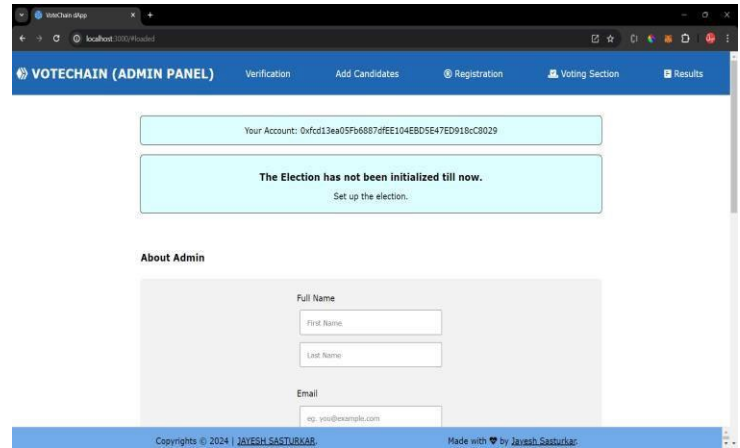 VoteChain dApp
localhost:3000/#loaded
VOTECHAIN (ADMIN PANEL) Verification Add Candidates Registration Voting Section Results
Your Account: 0xfcd13ea05Fb6887dfEE104EBD5E47ED918cC8029
The Election has not been initialized till now.
Set up the election.
About Admin
Full Name
First Name
Last Name
Email
eg. you@example.com
Copyrights © 2024 | JAYESH SASTURKAR. Made with by Jayesh Sasturkar.